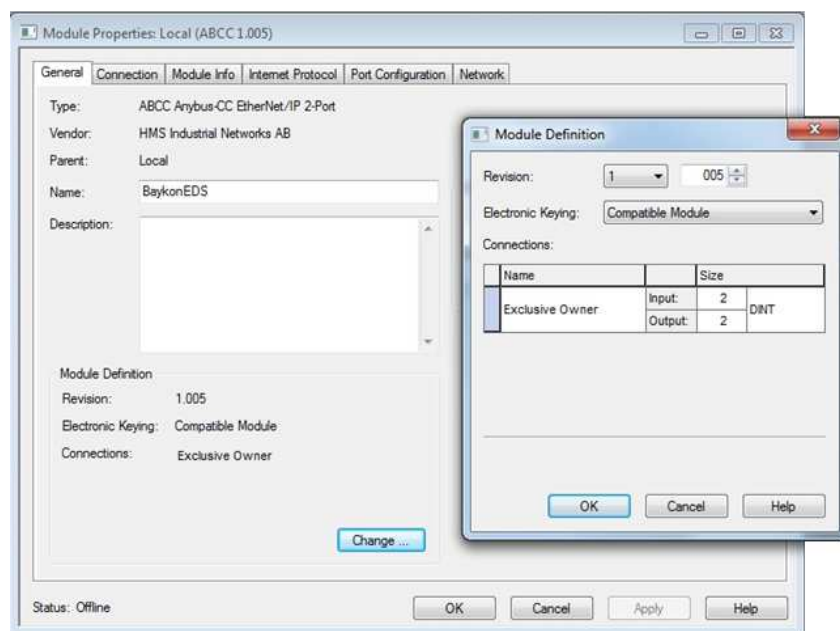 Module Properties: Local (ABCC 1.005)
General Connection Module Info Internet Protocol Port Configuration Network
Type: ABCC Anybus-CC EtherNet/IP 2-Port
Vendor: HMS Industrial Networks AB
Parent: Local
Name: BaykonEDS
Description:
Module Definition
Revision: 1.005
Electronic Keying: Compatible Module
Connections: Exclusive Owner
Change ...
Status: Offline
OK Cancel Apply Help
Module Definition
Revision: 1 005
Electronic Keying: Compatible Module
Connections:
Name Size
Exclusive Owner Input: 2 DINT
Output: 2
OK Cancel Help